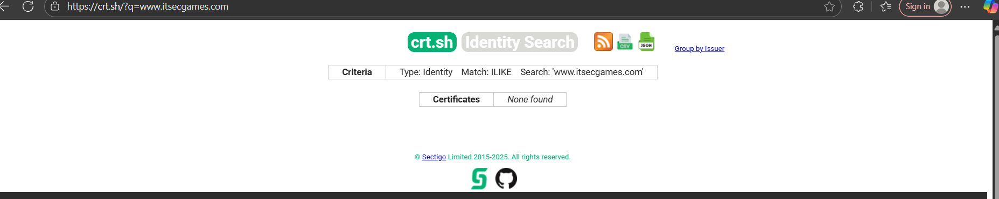 https://crt.sh/?q=www.itsecgames.com
Sign in
crt.sh Identity Search CSV JSON Group by Issuer
Criteria Type: Identity Match: ILIKE Search: 'www.itsecgames.com'
Certificates None found
© Sectigo Limited 2015-2025. All rights reserved.